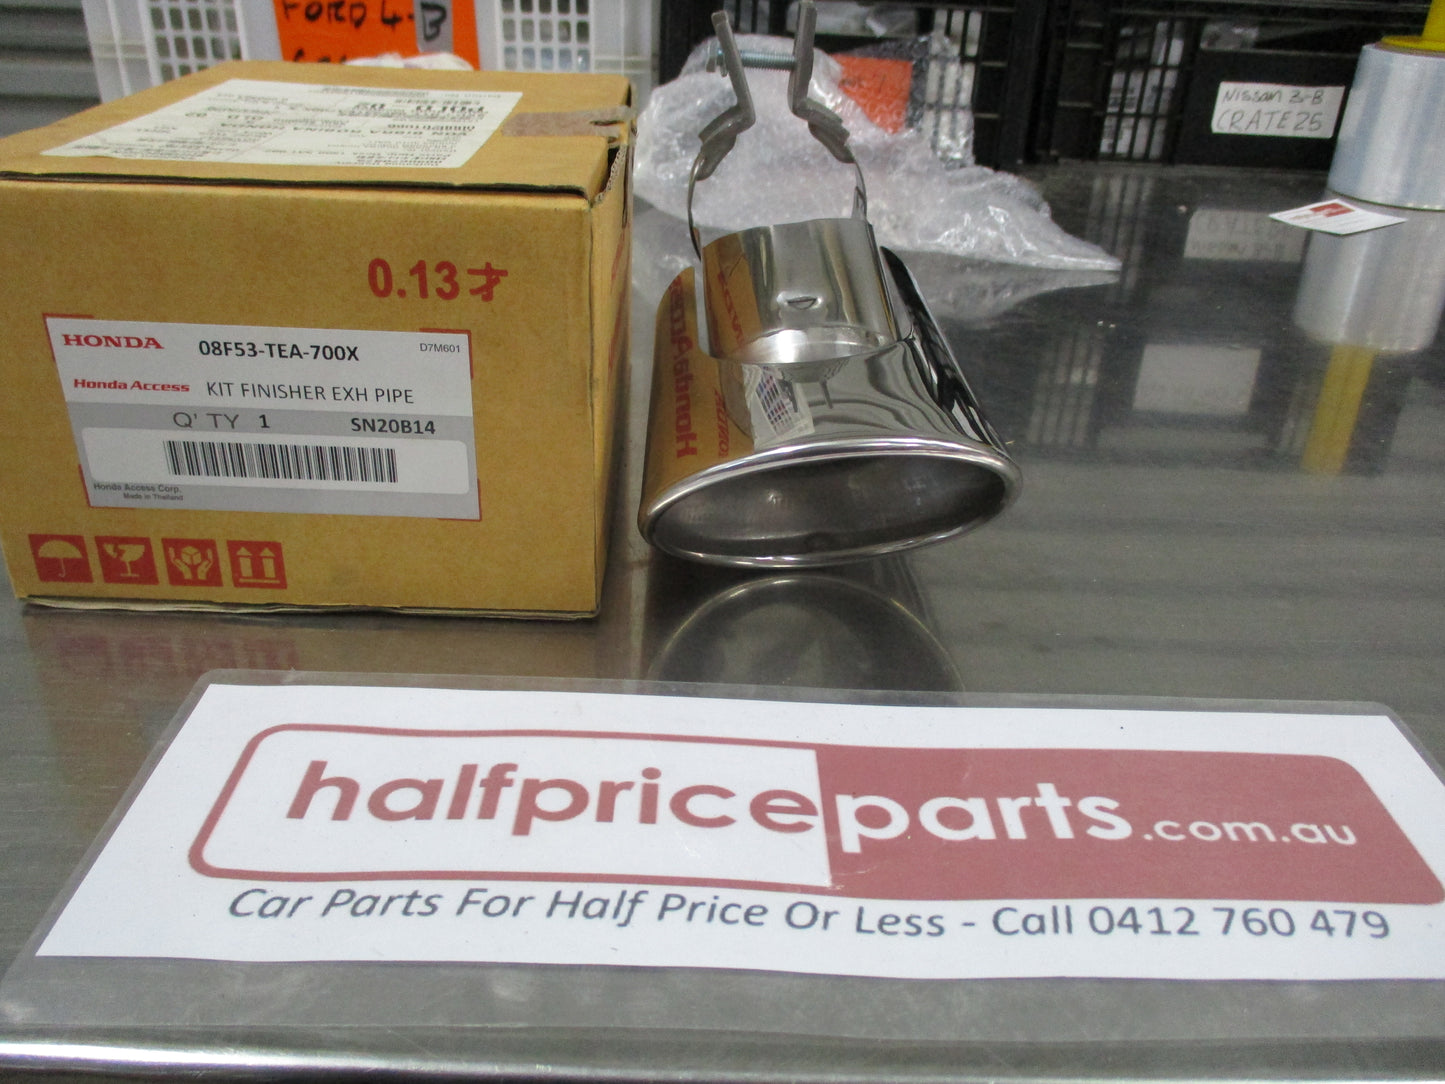 FORD 4-B
NISSAN 3-B
CRATE 25
0.13才
HONDA 08F53-TEA-700X D7M601
Honda Access KIT FINISHER EXH PIPE
Q'TY 1 SN20B14
Honda Access Corp.
Made in Thailand
halfpriceparts.com.au
Car Parts For Half Price Or Less - Call 0412 760 479